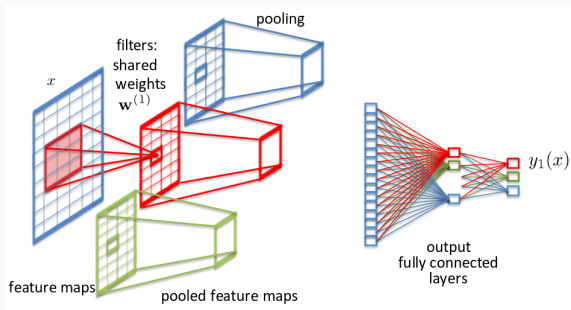 pooling
filters:
shared
weights
w^{(1)}
x
feature maps
pooled feature maps
y_1(x)
output
fully connected
layers